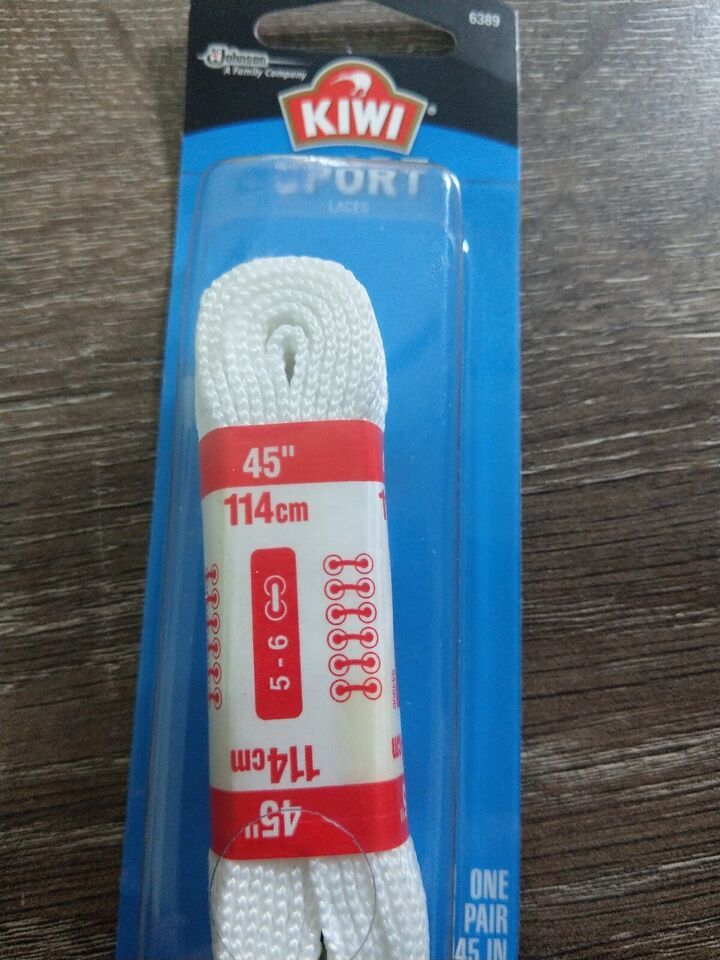 6389
Johnson
A Family Company
KIWI
SPORT
LACES
45"
114cm
5 - 6
114cm
45"
ONE
PAIR
45 IN